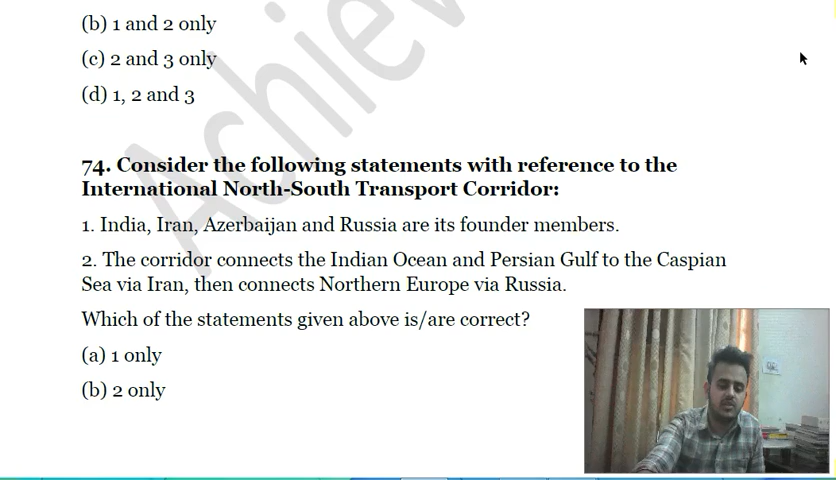 (b) 1 and 2 only
(c) 2 and 3 only
(d) 1, 2 and 3
74. Consider the following statements with reference to the
International North-South Transport Corridor:
1. India, Iran, Azerbaijan and Russia are its founder members.
2. The corridor connects the Indian Ocean and Persian Gulf to the Caspian
Sea via Iran, then connects Northern Europe via Russia.
Which of the statements given above is/are correct?
(a) 1 only
(b) 2 only